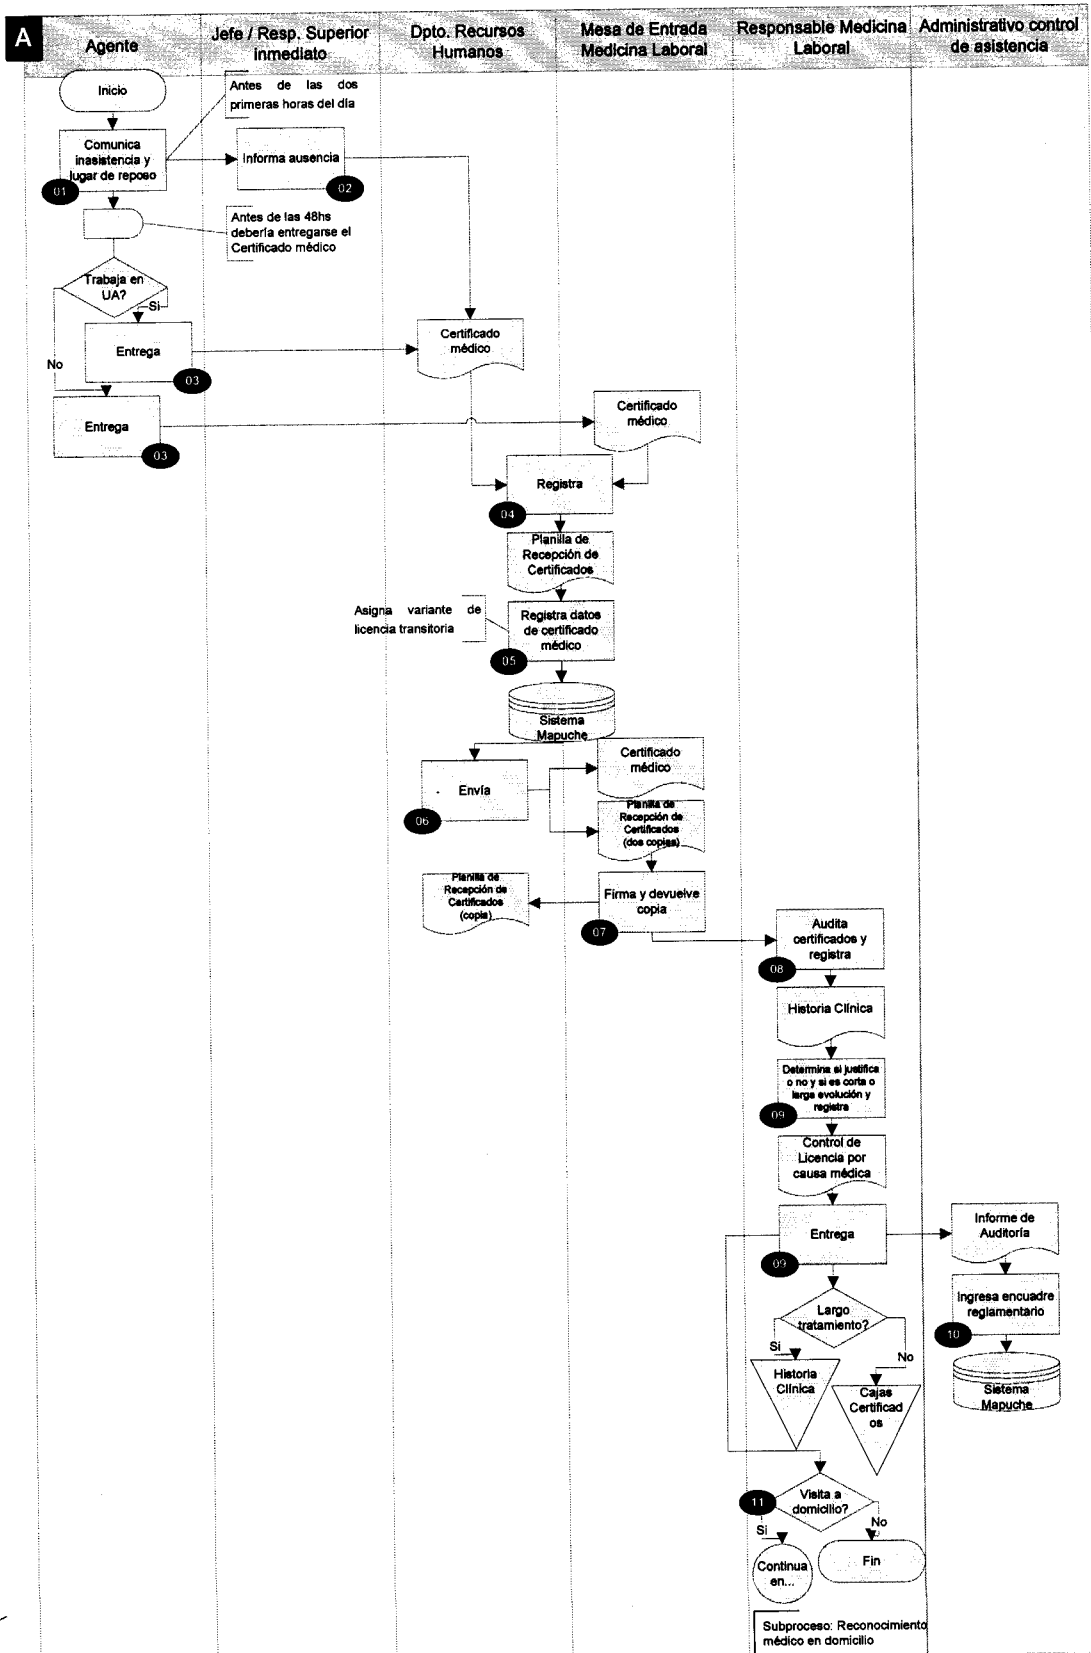 A
Agente
Jefe / Resp. Superior
inmediato
Dpto. Recursos
Humanos
Mesa de Entrada
Medicina Laboral
Responsable Medicina
Laboral
Administrativo control
de asistencia
Inicio
Antes de las dos
primeras horas del día
Comunica
inasistencia y
lugar de reposo
01
Informa ausencia
02
Antes de las 48hs
debería entregarse el
Certificado médico
Trabaja en
UA?
Si
No
Entrega
03
Certificado
médico
Entrega
03
Certificado
médico
Registra
04
Planilla de
Recepción de
Certificados
Asigna variante de
licencia transitoria
Registra datos
de certificado
médico
05
Sistema
Mapuche
Envía
06
Certificado
médico
Planilla de
Recepción de
Certificados
(dos copias)
Planilla de
Recepción de
Certificados
(copia)
Firma y devuelve
copia
07
Audita
certificados y
registra
08
Historia Clínica
Determina si justifica
o no y si es corta o
larga evolución y
registra
09
Control de
Licencia por
causa médica
Entrega
09
Informe de
Auditoría
Ingresa encuadre
reglamentario
10
Sistema
Mapuche
Largo
tratamiento?
Si
No
Historia
Clínica
Cajas
Certificad
os
11
Visita a
domicilio?
Si
No
Continua
en...
Fin
Subproceso: Reconocimiento
médico en domicilio